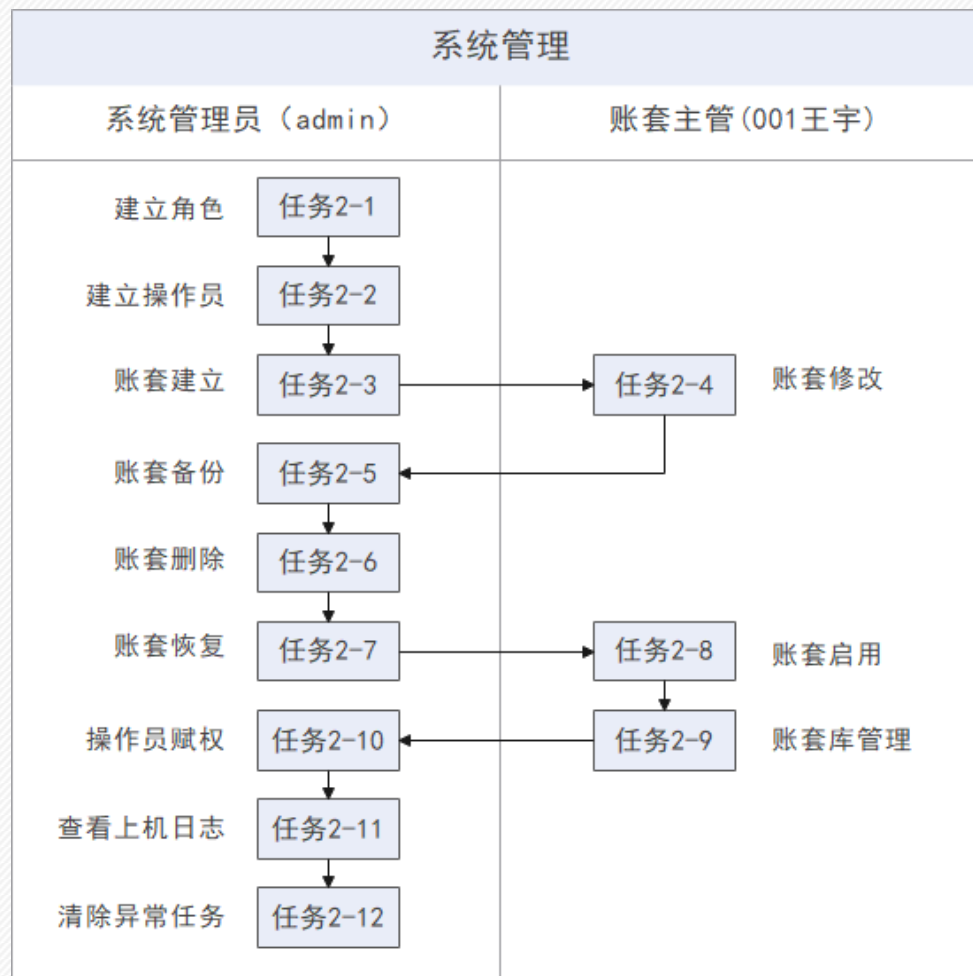 系统管理
系统管理员（admin）
账套主管(001王宇)
建立角色
任务2-1
建立操作员
任务2-2
账套建立
任务2-3
任务2-4
账套修改
账套备份
任务2-5
账套删除
任务2-6
账套恢复
任务2-7
任务2-8
账套启用
操作员赋权
任务2-10
任务2-9
账套库管理
查看上机日志
任务2-11
清除异常任务
任务2-12